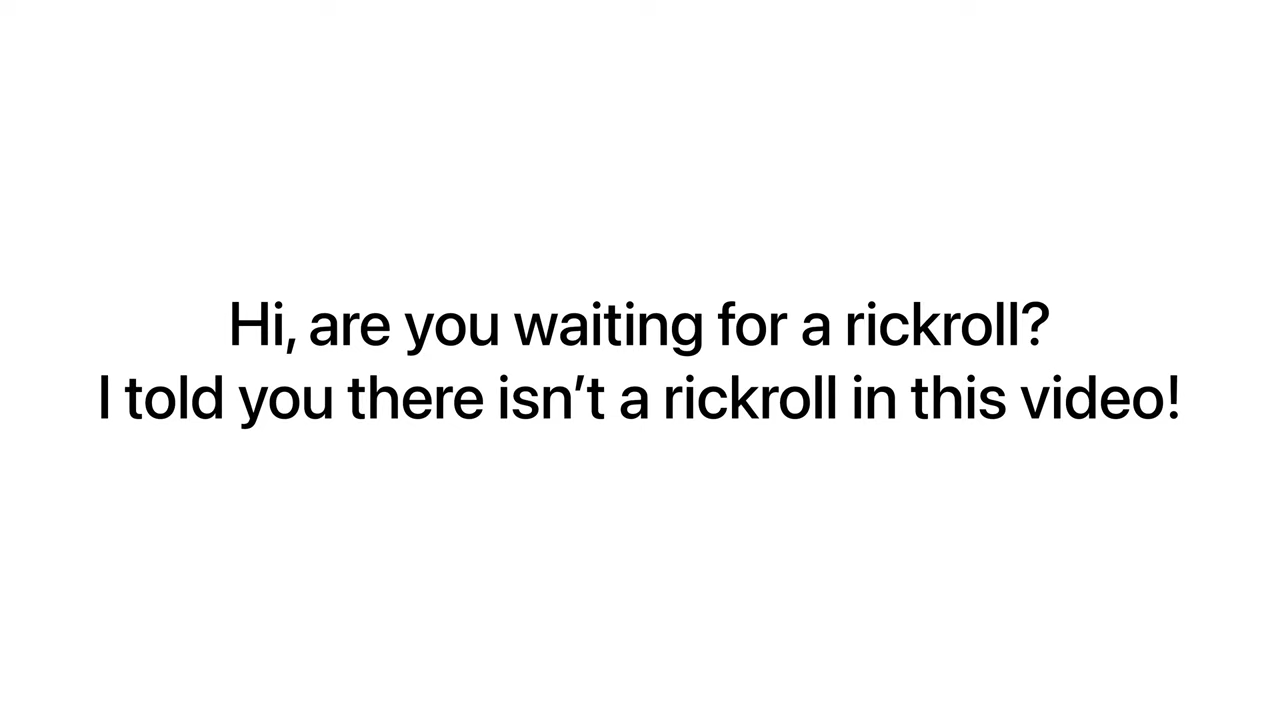 Hi, are you waiting for a rickroll?
I told you there isn’t a rickroll in this video!